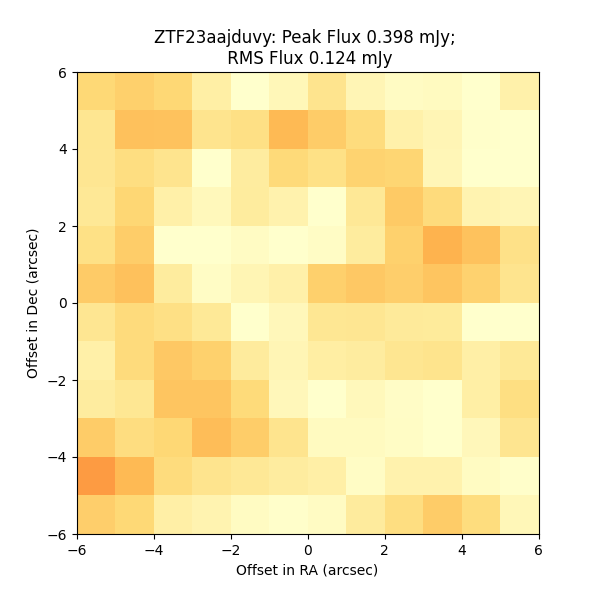 ZTF23aajduvy: Peak Flux 0.398 mJy;
RMS Flux 0.124 mJy
6
4
2
0
−2
−4
−6
Offset in Dec (arcsec)
−6 −4 −2 0 2 4 6
Offset in RA (arcsec)